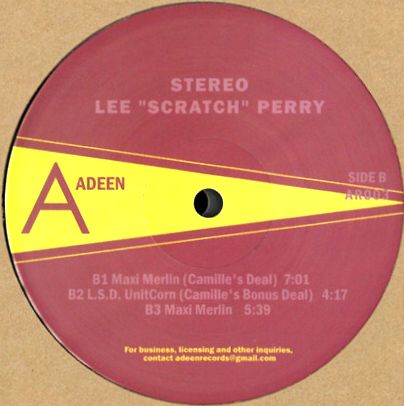 STEREO
LEE "SCRATCH" PERRY
A ADEEN
SIDE B
AR003
B1 Maxi Merlin (Camille's Deal) 7:01
B2 L.S.D. UnitCorn (Camille's Bonus Deal) 4:17
B3 Maxi Merlin 5:39
For business, licensing and other inquiries,
contact adeenrecords@gmail.com